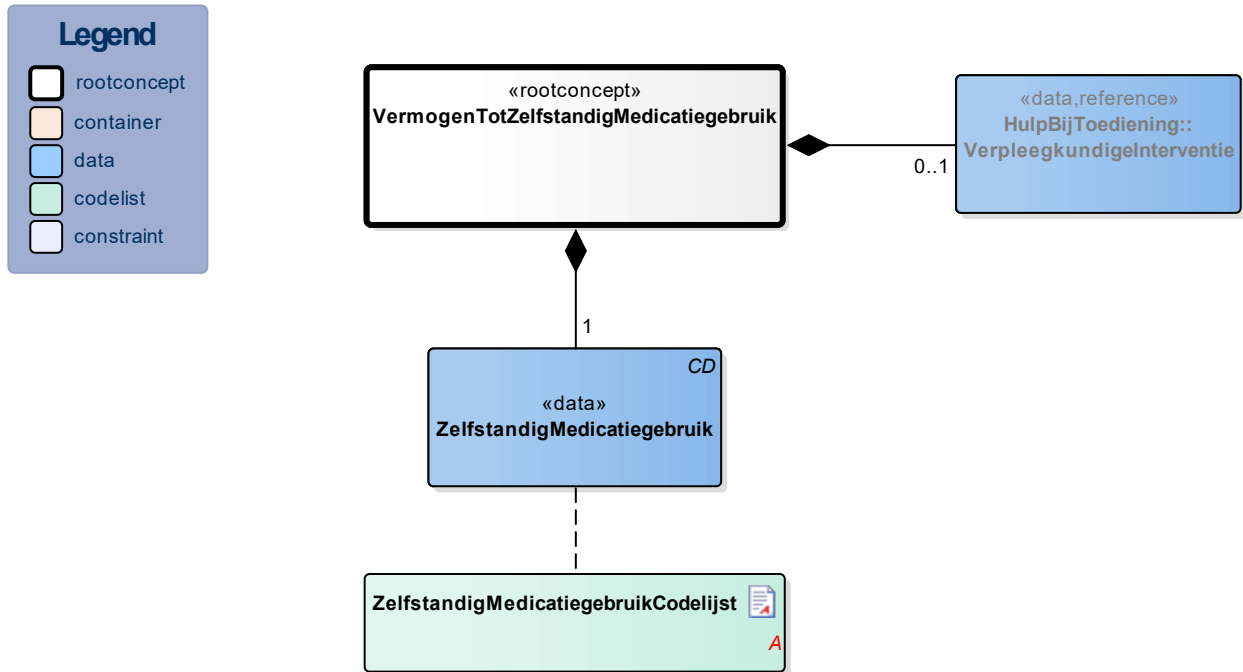 Legend
rootconcept
container
data
codelist
constraint
«rootconcept»
VermogenTotZelfstandigMedicatiegebruik
«data,reference»
HulpBijToediening::
VerpleegkundigeInterventie
0..1
1
CD
«data»
ZelfstandigMedicatiegebruik
ZelfstandigMedicatiegebruikCodelijst
A